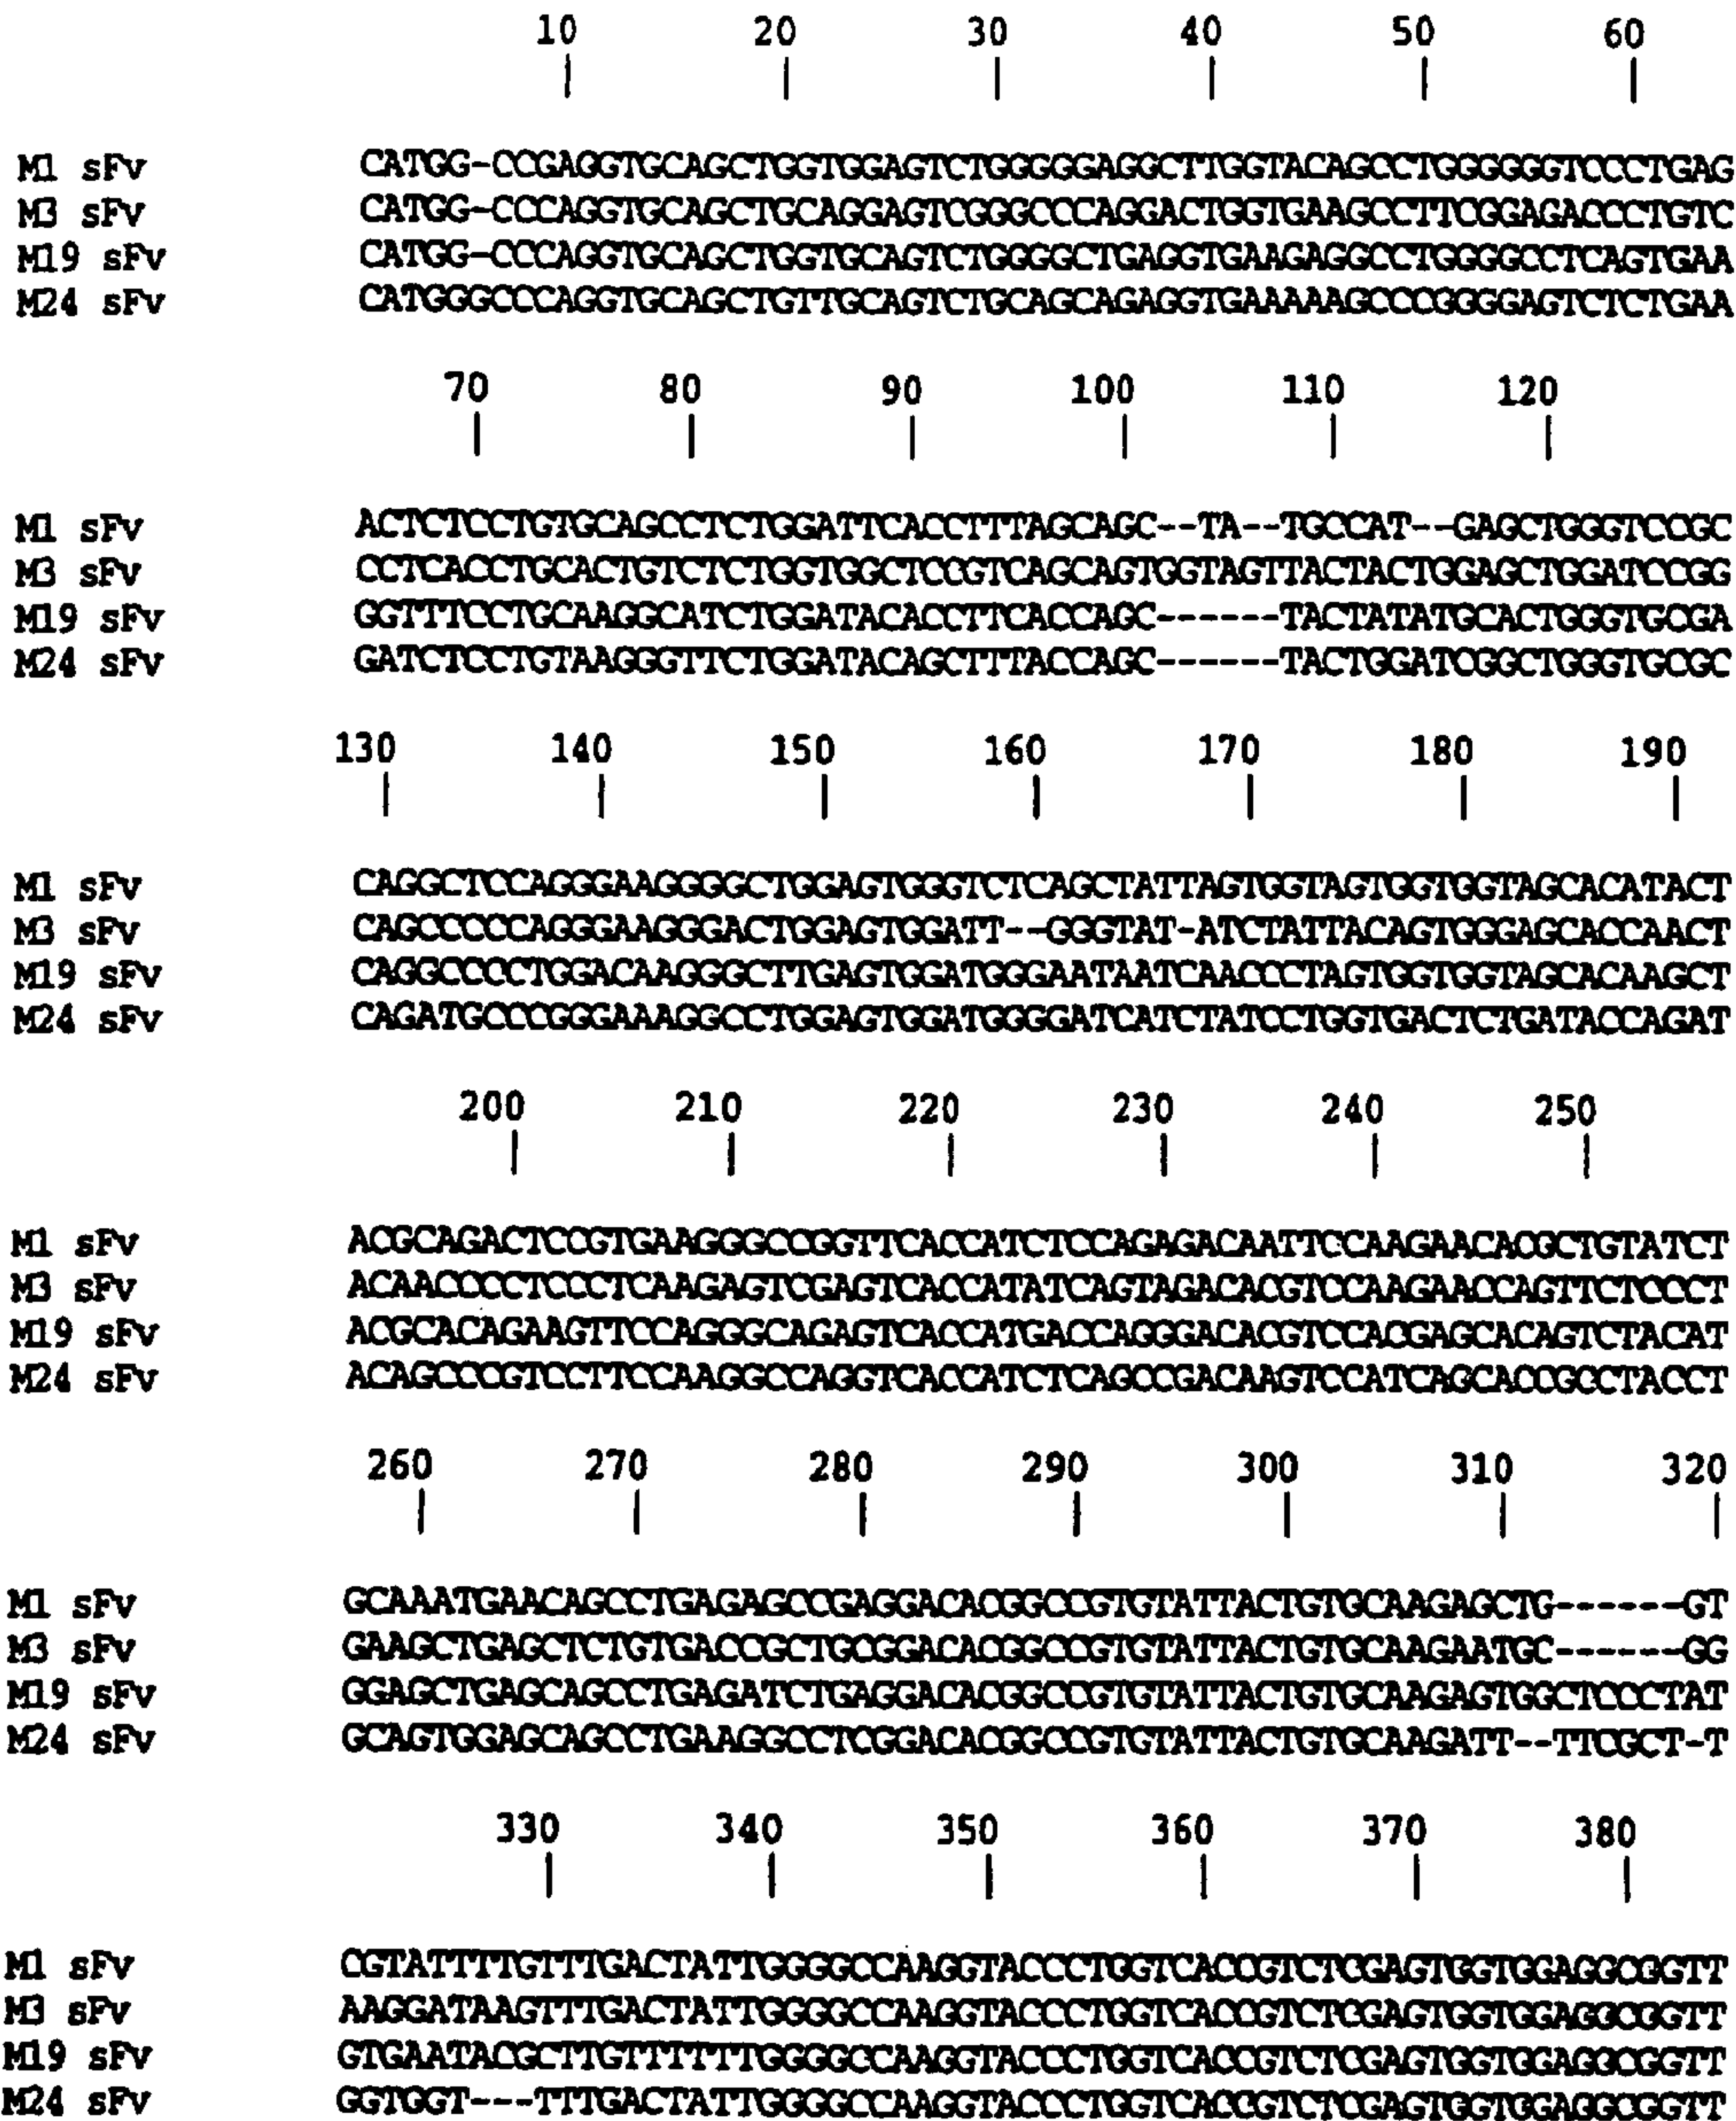 10 20 30 40 50 60
M1 sFv CATGG-CCGAGGTGCAGCTGGTGGAGTCTGGGGGAGGCTTGGTACAGCCTGGGGGGTCCCTGAG
M3 sFv CATGG-CCCAGGTGCAGCTGCAGGAGTCGGGCCCAGGACTGGTGAAGCCTTCGGAGACCCTGTC
M19 sFv CATGG-CCCAGGTGCAGCTGGTGCAGTCTGGGGCTGAGGTGAAGAGGCCTGGGGCCTCAGTGAA
M24 sFv CATGGGCCCAGGTGCAGCTGTTGCAGTCTGCAGCAGAGGTGAAAAAGCCCGGGGAGTCTCTGAA
70 80 90 100 110 120
M1 sFv ACTCTCCTGTGCAGCCTCTGGATTCACCTTTAGCAGC--TA--TGCCAT--GAGCTGGGTCCGC
M3 sFv CCTCACCTGCACTGTCTCTGGTGGCTCCGTCAGCAGTGGTAGTTACTACTGGAGCTGGATCCGG
M19 sFv GGTTTCCTGCAAGGCATCTGGATACACCTTCACCAGC------TACTATATGCACTGGGTGCGA
M24 sFv GATCTCCTGTAAGGGTTCTGGATACAGCTTTACCAGC------TACTGGATCGGCTGGGTGCGC
130 140 150 160 170 180 190
M1 sFv CAGGCTCCAGGGAAGGGGCTGGAGTGGGTCTCAGCTATTAGTGGTAGTGGTGGTAGCACATACT
M3 sFv CAGCCCCCAGGGAAGGGACTGGAGTGGATT--GGGTAT-ATCTATTACAGTGGGAGCACCAACT
M19 sFv CAGGCCCCTGGACAAGGGCTTGAGTGGATGGGAATAATCAACCCTAGTGGTGGTAGCACAAGCT
M24 sFv CAGATGCCCGGGAAAGGCCTGGAGTGGATGGGGATCATCTATCCTGGTGACTCTGATACCAGAT
200 210 220 230 240 250
M1 sFv ACGCAGACTCCGTGAAGGGCCGGTTCACCATCTCCAGAGACAATTCCAAGAACACGCTGTATCT
M3 sFv ACAACCCCTCCCTCAAGAGTCGAGTCACCATATCAGTAGACACGTCCAAGAACCAGTTCTCCCT
M19 sFv ACGCACAGAAGTTCCAGGGCAGAGTCACCATGACCAGGGACACGTCCACGAGCACAGTCTACAT
M24 sFv ACAGCCCGTCCTTCCAAGGCCAGGTCACCATCTCAGCCGACAAGTCCATCAGCACCGCCTACCT
260 270 280 290 300 310 320
M1 sFv GCAAATGAACAGCCTGAGAGCCGAGGACACGGCCGTGTATTACTGTGCAAGAGCTG------GT
M3 sFv GAAGCTGAGCTCTGTGACCGCTGCGGACACGGCCGTGTATTACTGTGCAAGAATGC------GG
M19 sFv GGAGCTGAGCAGCCTGAGATCTGAGGACACGGCCGTGTATTACTGTGCAAGAGTGGCTCCCTAT
M24 sFv GCAGTGGAGCAGCCTGAAGGCCTCGGACACGGCCGTGTATTACTGTGCAAGATT--TTCGCT-T
330 340 350 360 370 380
M1 sFv CGTATTTTGTTTGACTATTGGGGCCAAGGTACCCTGGTCACCGTCTCGAGTGGTGGAGGCGGTT
M3 sFv AAGGATAAGTTTGACTATTGGGGCCAAGGTACCCTGGTCACCGTCTCGAGTGGTGGAGGCGGTT
M19 sFv GTGAATACGCTTGTTTTTTGGGGCCAAGGTACCCTGGTCACCGTCTCGAGTGGTGGAGGCGGTT
M24 sFv GGTGGT---TTTGACTATTGGGGCCAAGGTACCCTGGTCACCGTCTCGAGTGGTGGAGGCGGTT